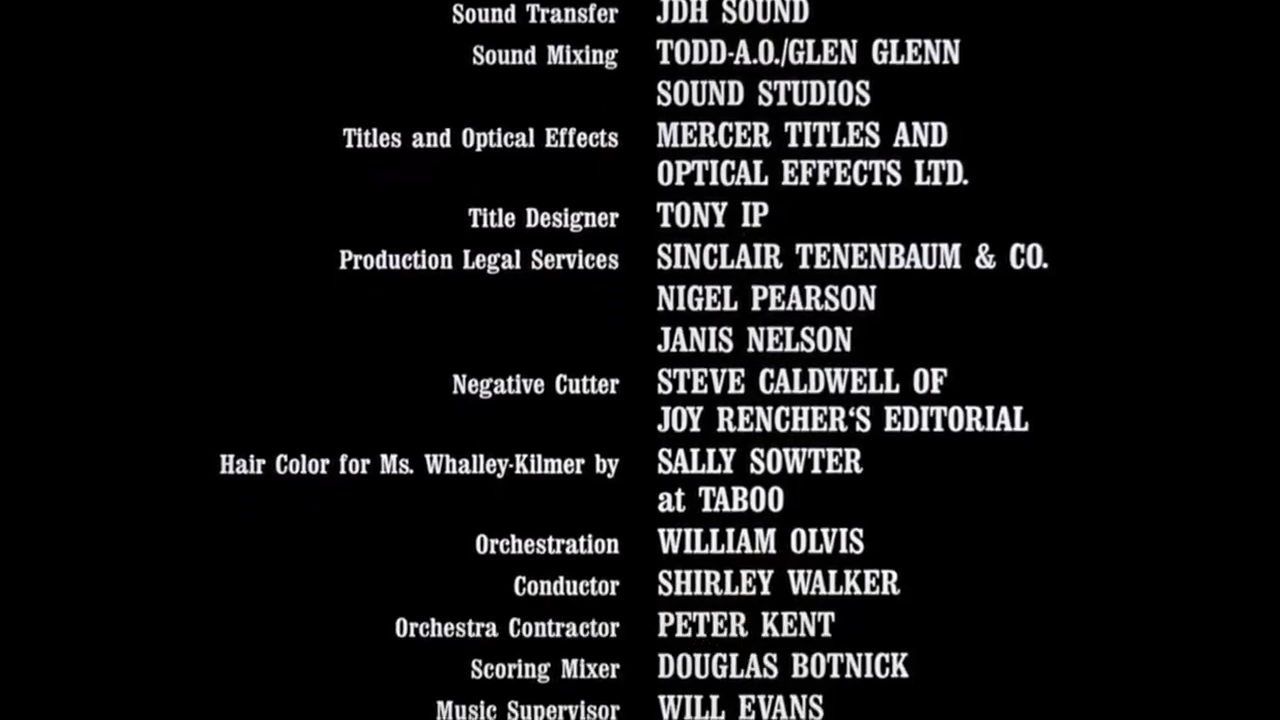 Sound Transfer JDH SOUND
Sound Mixing TODD-A.O./GLEN GLENN
SOUND STUDIOS
Titles and Optical Effects MERCER TITLES AND
OPTICAL EFFECTS LTD.
Title Designer TONY IP
Production Legal Services SINCLAIR TENENBAUM & CO.
NIGEL PEARSON
JANIS NELSON
Negative Cutter STEVE CALDWELL OF
JOY RENCHER‘S EDITORIAL
Hair Color for Ms. Whalley-Kilmer by SALLY SOWTER
at TABOO
Orchestration WILLIAM OLVIS
Conductor SHIRLEY WALKER
Orchestra Contractor PETER KENT
Scoring Mixer DOUGLAS BOTNICK
Music Supervisor WILL EVANS